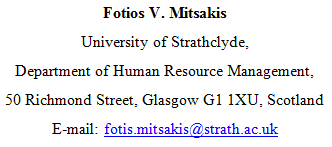 Fotios V. Mitsakis
University of Strathclyde,
Department of Human Resource Management,
50 Richmond Street, Glasgow G1 1XU, Scotland
E-mail: fotis.mitsakis@strath.ac.uk